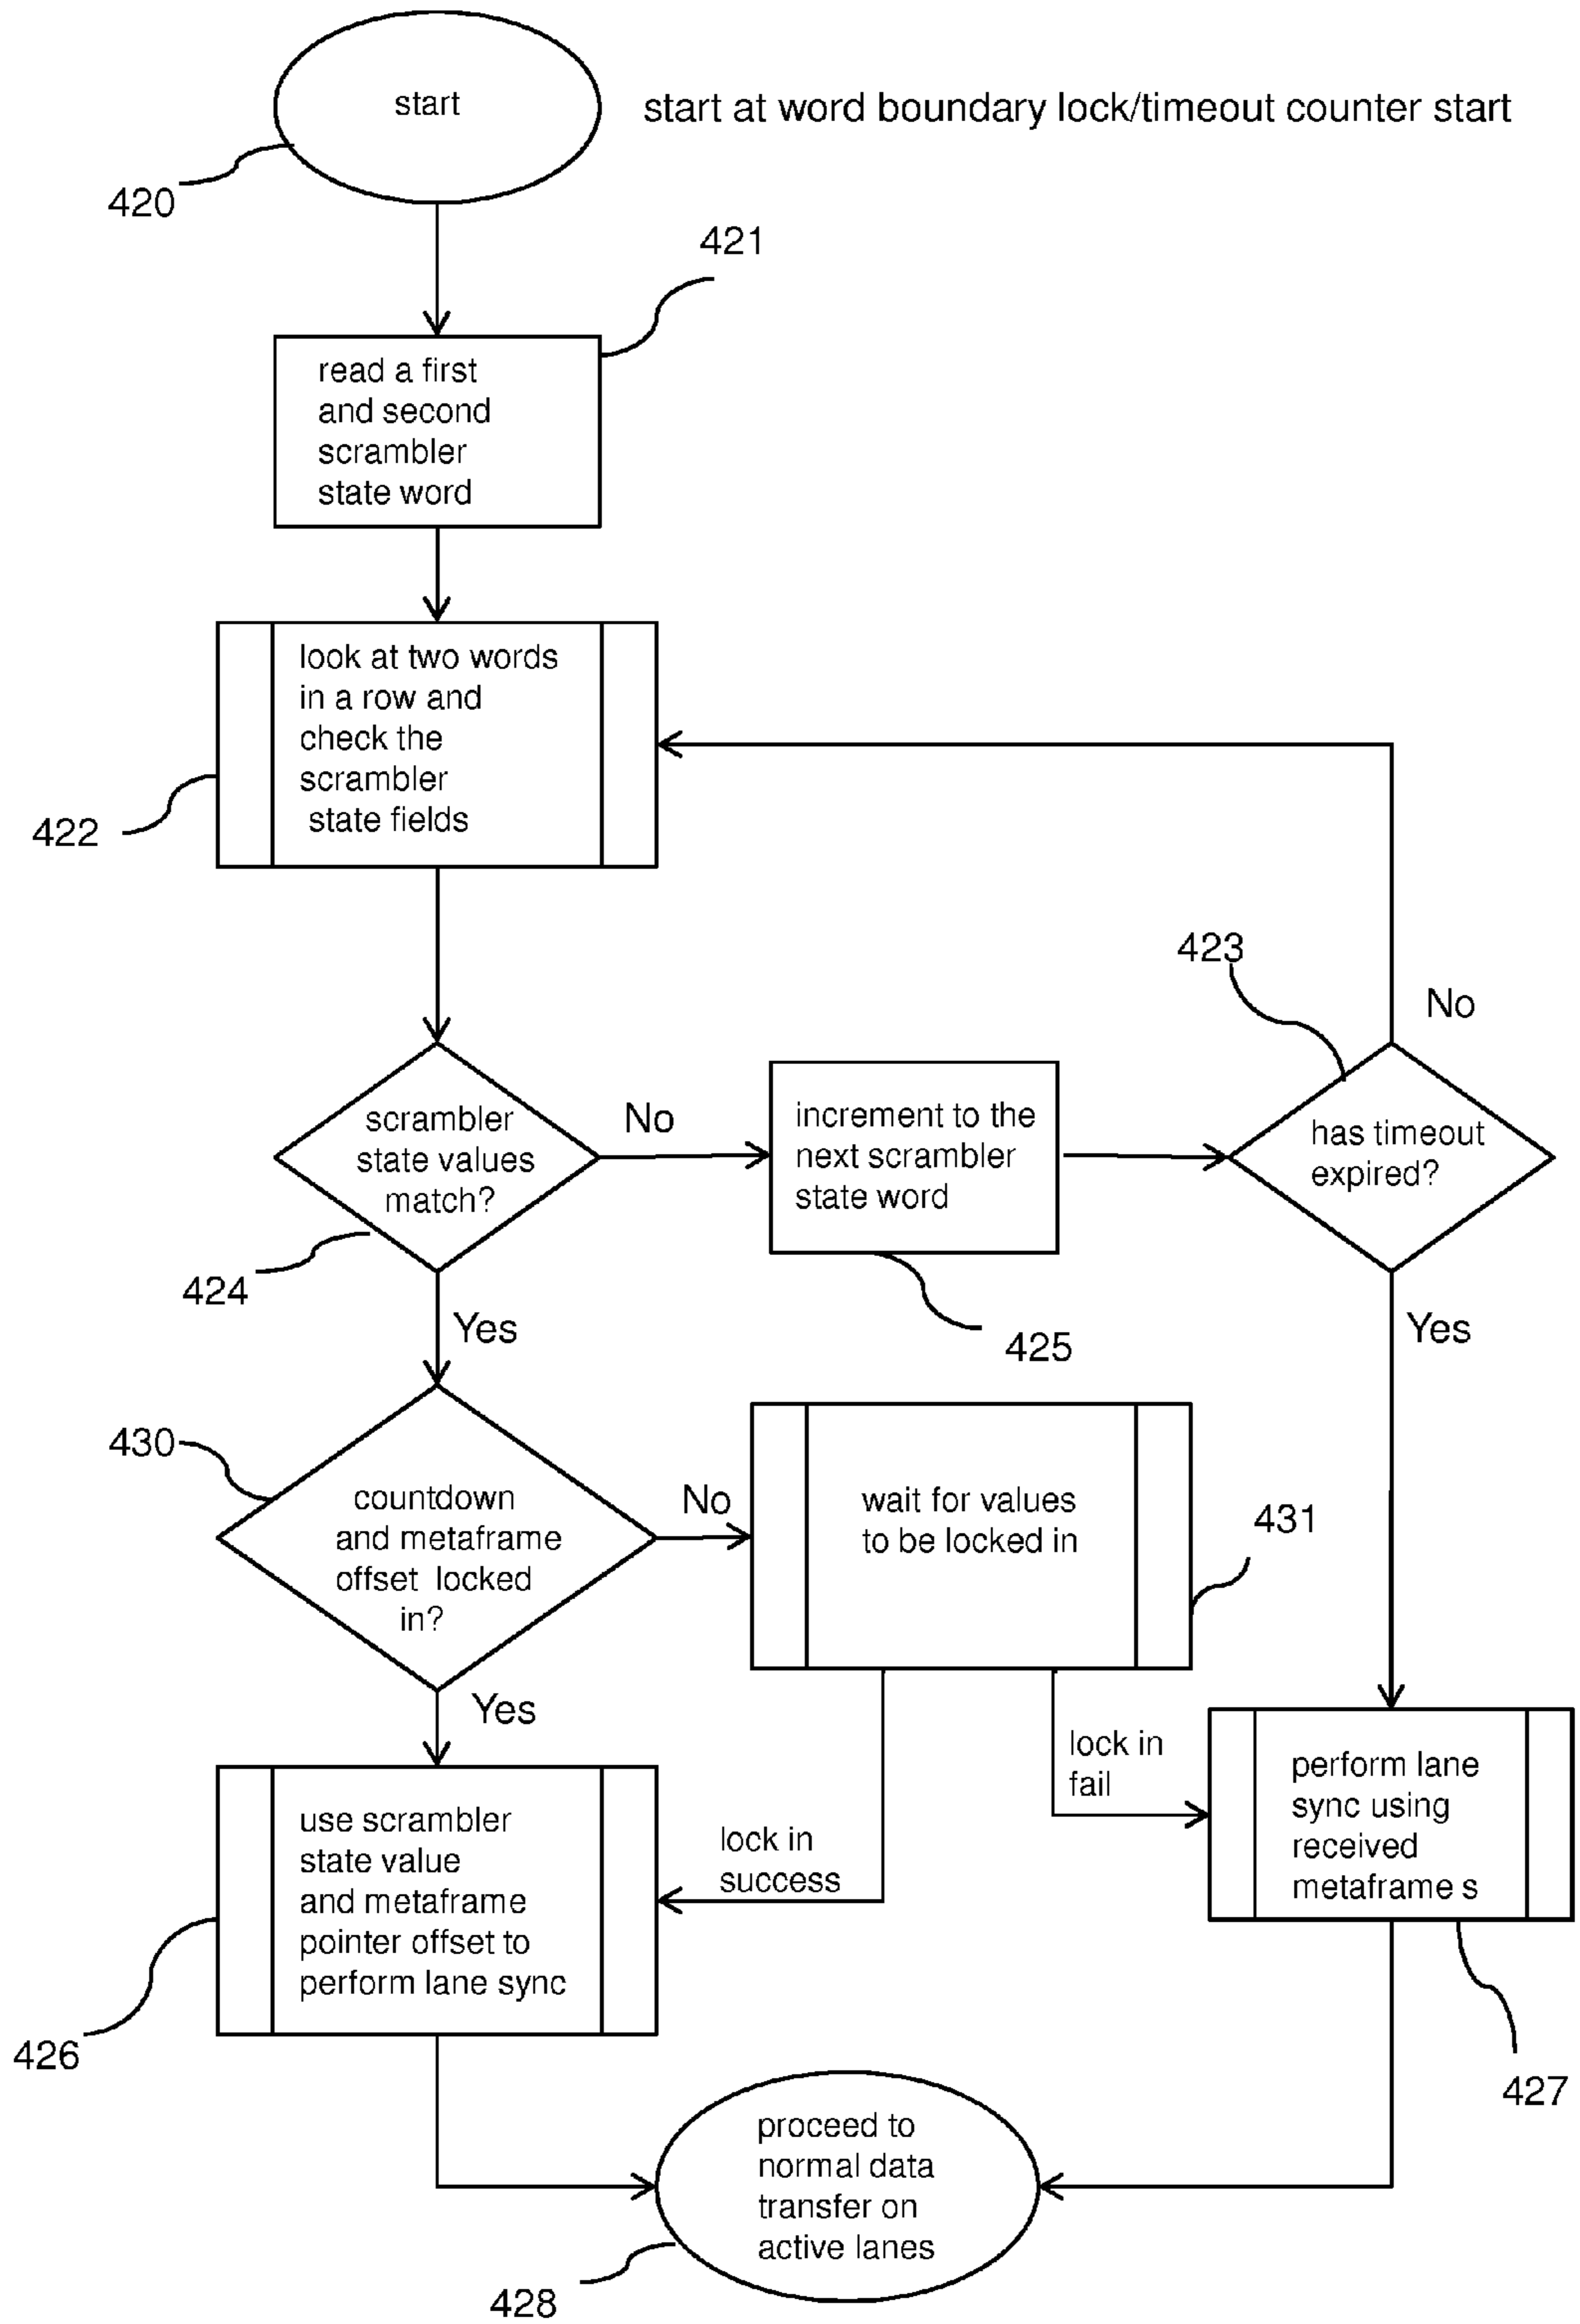 start
start at word boundary lock/timeout counter start
420
421
read a first
and second
scrambler
state word
look at two words
in a row and
check the
scrambler
state fields
422
423
No
scrambler
state values
match?
No
increment to the
next scrambler
state word
has timeout
expired?
424
Yes
425
Yes
430
countdown
and metaframe
offset locked
in?
No
wait for values
to be locked in
431
Yes
lock in
fail
lock in
success
use scrambler
state value
and metaframe
pointer offset to
perform lane sync
perform lane
sync using
received
metaframe s
426
427
proceed to
normal data
transfer on
active lanes
428